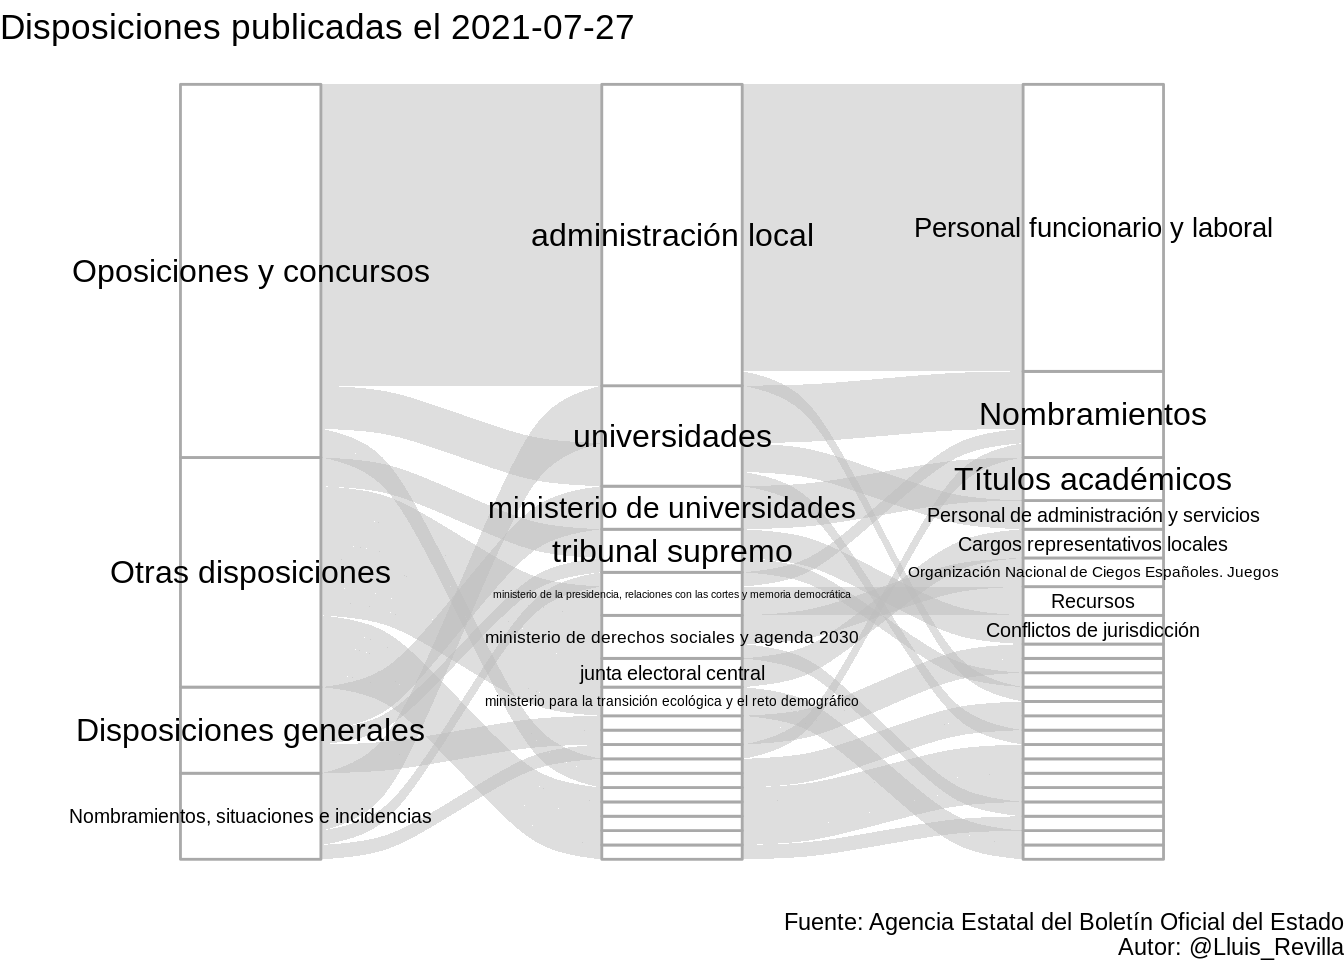 Disposiciones publicadas el 2021-07-27
Oposiciones y concursos
Otras disposiciones
Disposiciones generales
Nombramientos, situaciones e incidencias
administración local
universidades
ministerio de universidades
tribunal supremo
ministerio de la presidencia, relaciones con las cortes y memoria democrática
ministerio de derechos sociales y agenda 2030
junta electoral central
ministerio para la transición ecológica y el reto demográfico
Personal funcionario y laboral
Nombramientos
Títulos académicos
Personal de administración y servicios
Cargos representativos locales
Organización Nacional de Ciegos Españoles. Juegos
Recursos
Conflictos de jurisdicción
Fuente: Agencia Estatal del Boletín Oficial del Estado
Autor: @Lluis_Revilla